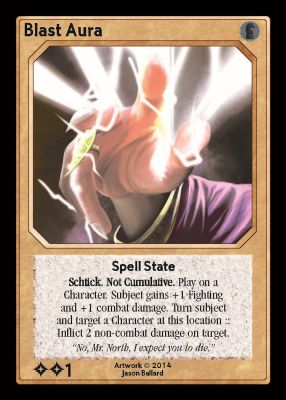 Blast Aura
Spell State
Schtick. Not Cumulative. Play on a
Character. Subject gains +1 Fighting
and +1 combat damage. Turn subject
and target a Character at this location ::
Inflict 2 non-combat damage on target.
"No, Mr. North, I expect you to die."
1
Artwork © 2014
Jason Ballard